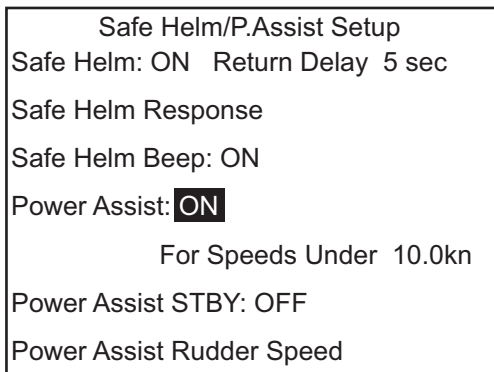 Safe Helm/P.Assist Setup
Safe Helm: ON Return Delay 5 sec
Safe Helm Response
Safe Helm Beep: ON
Power Assist: ON
For Speeds Under 10.0kn
Power Assist STBY: OFF
Power Assist Rudder Speed